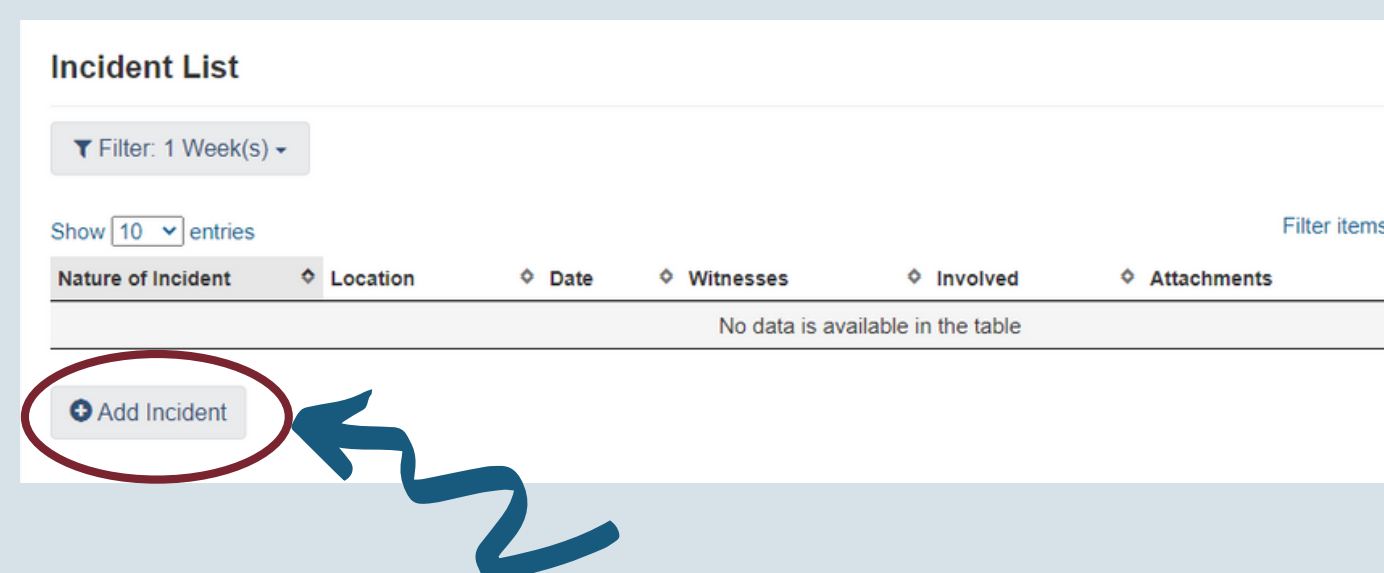 Incident List
Filter: 1 Week(s)
Show 10 entries
Filter items
Nature of Incident Location Date Witnesses Involved Attachments
No data is available in the table
Add Incident